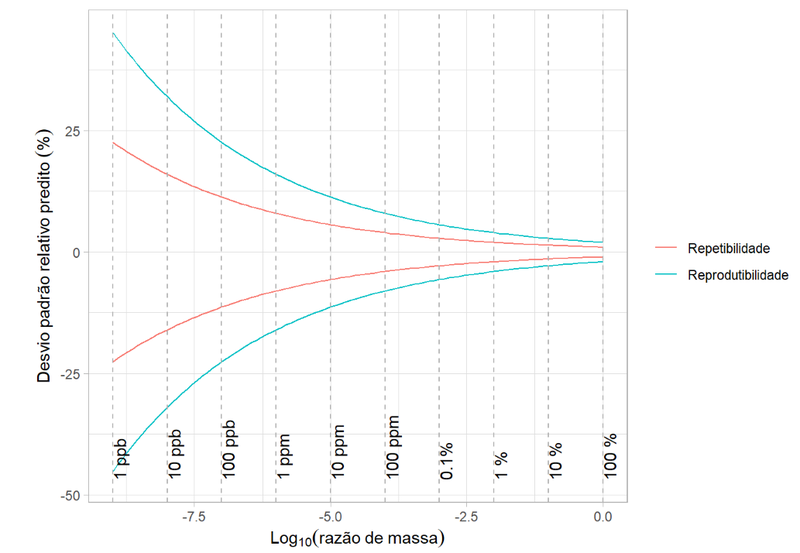 Desvio padrão relativo predito (%)
25
0
-25
-50
1 ppb
10 ppb
100 ppb
1 ppm
10 ppm
100 ppm
0.1%
1 %
10 %
100 %
-7.5
-5.0
-2.5
0.0
Log10(razão de massa)
Repetibilidade
Reprodutibilidade